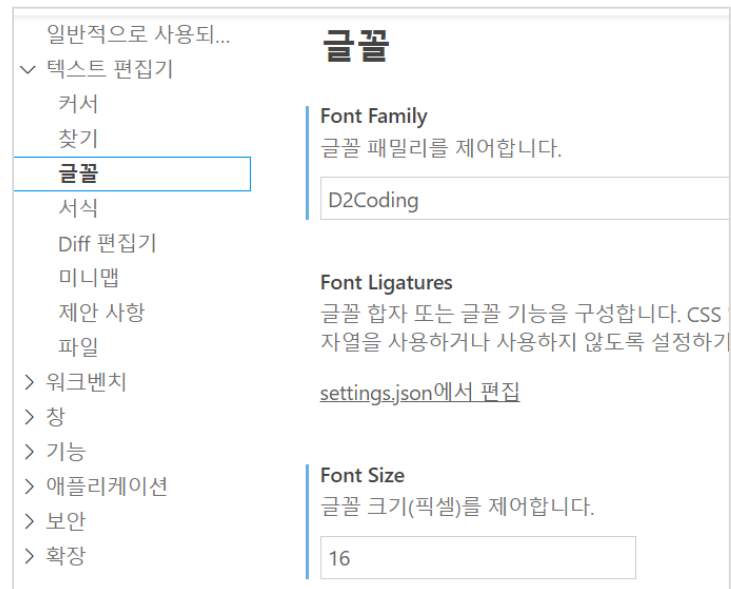 일반적으로 사용되...
텍스트 편집기
커서
찾기
글꼴
서식
Diff 편집기
미니맵
제안 사항
파일
워크벤치
창
기능
애플리케이션
보안
확장
글꼴
Font Family
글꼴 패밀리를 제어합니다.
D2Coding
Font Ligatures
글꼴 합자 또는 글꼴 기능을 구성합니다. CSS
자열을 사용하거나 사용하지 않도록 설정하기
settings.json에서 편집
Font Size
글꼴 크기(픽셀)를 제어합니다.
16